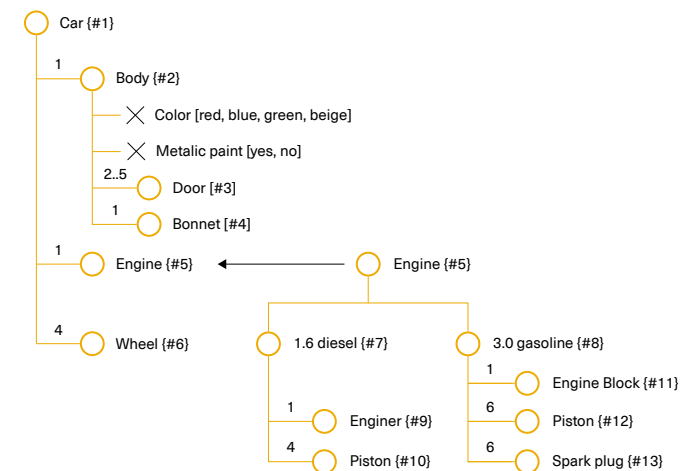 Car {#1}
1
Body {#2}
Color [red, blue, green, beige]
Metalic paint [yes, no]
2..5
Door [#3]
1
Bonnet [#4]
1
Engine {#5}
Engine {#5}
4
Wheel {#6}
1.6 diesel {#7}
3.0 gasoline {#8}
1
Engine Block {#11}
1
Enginer {#9}
6
Piston {#12}
4
Piston {#10}
6
Spark plug {#13}